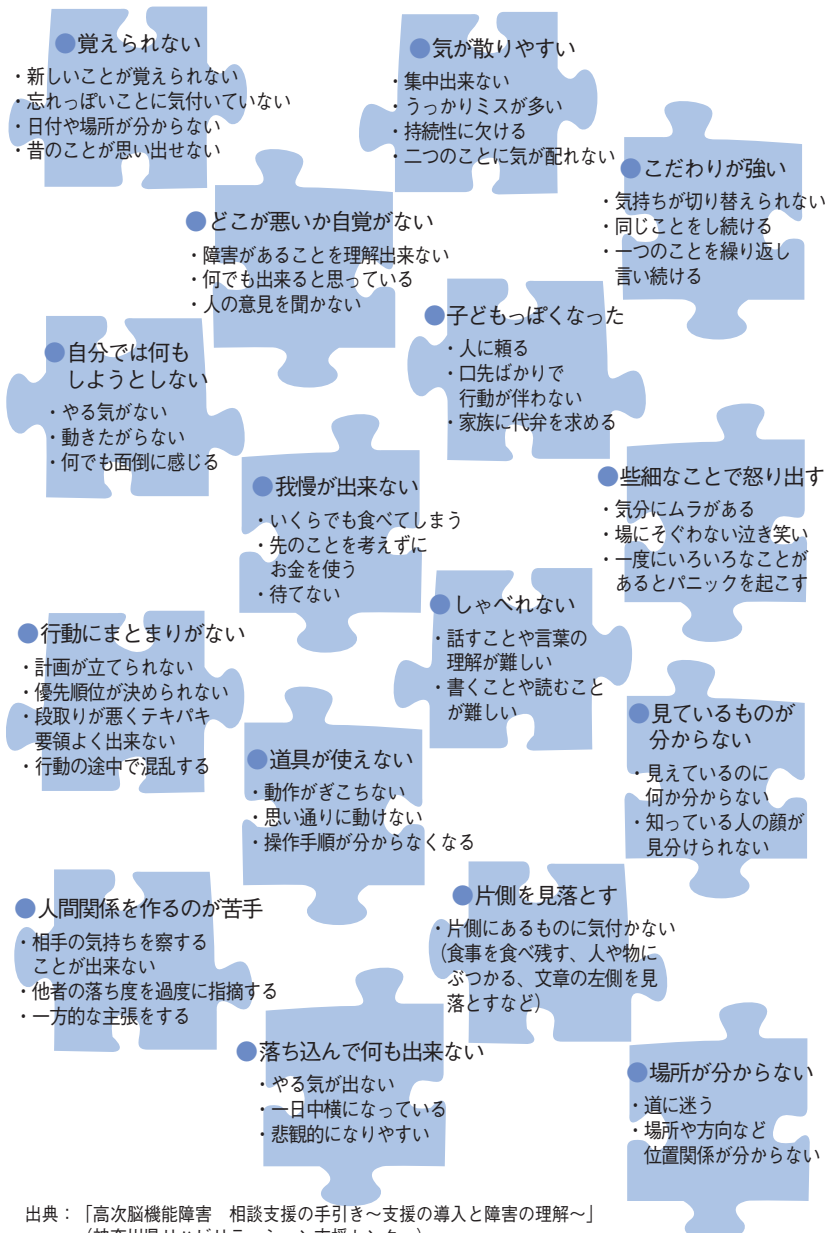 ●覚えられない
・新しいことが覚えられない
・忘れっぽいことに気付いていない
・日付や場所が分からない
・昔のことが思い出せない
●気が散りやすい
・集中出来ない
・うっかりミスが多い
・持続性に欠ける
・二つのことに気が配れない
●こだわりが強い
・気持ちが切り替えられない
・同じことをし続ける
・一つのことを繰り返し
言い続ける
●どこが悪いか自覚がない
・障害があることを理解出来ない
・何でも出来ると思っている
・人の意見を聞かない
●子どもっぽくなった
・人に頼る
・口先ばかりで
行動が伴わない
・家族に代弁を求める
●自分では何も
しようとしない
・やる気がない
・動きたがらない
・何でも面倒に感じる
●我慢が出来ない
・いくらでも食べてしまう
・先のことを考えずに
お金を使う
・待てない
●些細なことで怒り出す
・気分にムラがある
・場にそぐわない泣き笑い
・一度にいろいろなことが
あるとパニックを起こす
●しゃべれない
・話すことや言葉の
理解が難しい
・書くことや読むこと
が難しい
●行動にまとまりがない
・計画が立てられない
・優先順位が決められない
・段取りが悪くテキパキ
要領よく出来ない
・行動の途中で混乱する
●道具が使えない
・動作がぎこちない
・思い通りに動けない
・操作手順が分からなくなる
●見ているものが
分からない
・見えているのに
何か分からない
・知っている人の顔が
見分けられない
●人間関係を作るのが苦手
・相手の気持ちを察する
ことが出来ない
・他者の落ち度を過度に指摘する
・一方的な主張をする
●片側を見落とす
・片側にあるものに気付かない
（食事を食べ残す、人や物に
ぶつかる、文章の左側を見
落とすなど）
●落ち込んで何も出来ない
・やる気が出ない
・一日中横になっている
・悲観的になりやすい
●場所が分からない
・道に迷う
・場所や方向など
位置関係が分からない
出典：「高次脳機能障害　相談支援の手引き～支援の導入と障害の理解～」